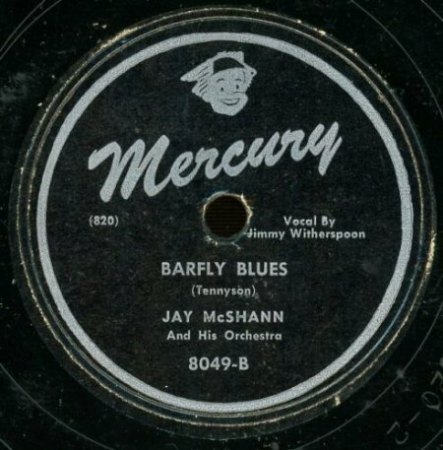 Mercury
(820)
Vocal By
Jimmy Witherspoon
BARFLY BLUES
(Tennyson)
JAY McSHANN
And His Orchestra
8049-B